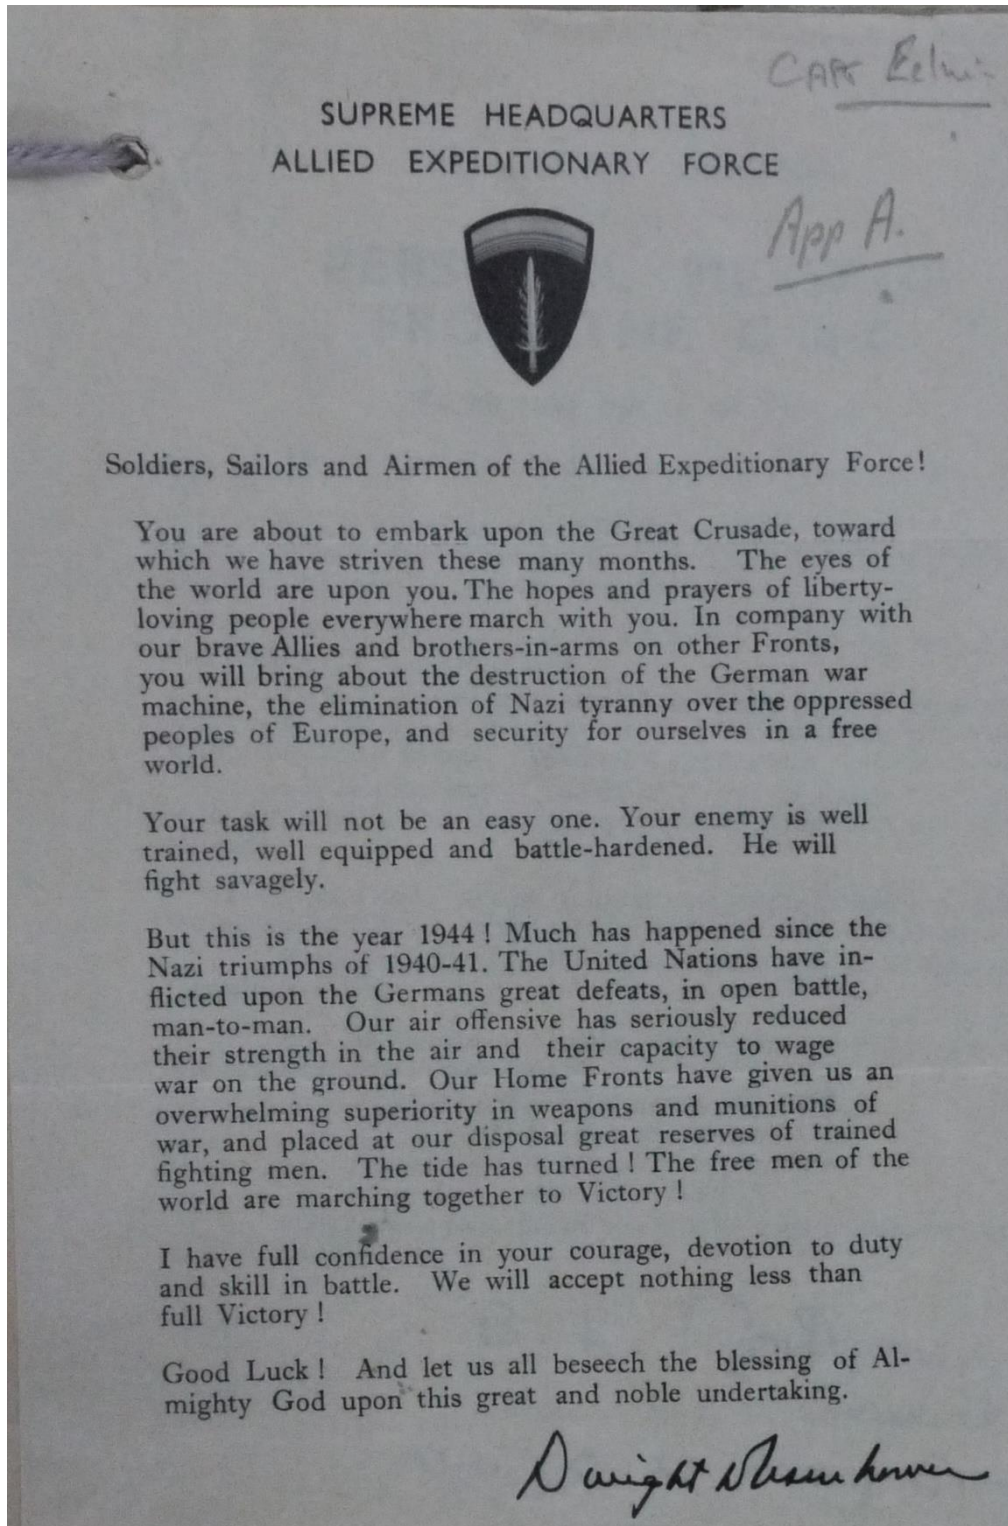 CAPT
SUPREME HEADQUARTERS
ALLIED EXPEDITIONARY FORCE
App A.
Soldiers, Sailors and Airmen of the Allied Expeditionary Force!
You are about to embark upon the Great Crusade, toward
which we have striven these many months. The eyes of
the world are upon you. The hopes and prayers of liberty-
loving people everywhere march with you. In company with
our brave Allies and brothers-in-arms on other Fronts,
you will bring about the destruction of the German war
machine, the elimination of Nazi tyranny over the oppressed
peoples of Europe, and security for ourselves in a free
world.
Your task will not be an easy one. Your enemy is well
trained, well equipped and battle-hardened. He will
fight savagely.
But this is the year 1944 ! Much has happened since the
Nazi triumphs of 1940-41. The United Nations have in-
flicted upon the Germans great defeats, in open battle,
man-to-man. Our air offensive has seriously reduced
their strength in the air and their capacity to wage
war on the ground. Our Home Fronts have given us an
overwhelming superiority in weapons and munitions of
war, and placed at our disposal great reserves of trained
fighting men. The tide has turned ! The free men of the
world are marching together to Victory !
I have full confidence in your courage, devotion to duty
and skill in battle. We will accept nothing less than
full Victory !
Good Luck ! And let us all beseech the blessing of Al-
mighty God upon this great and noble undertaking.
Dwight D Eisenhower